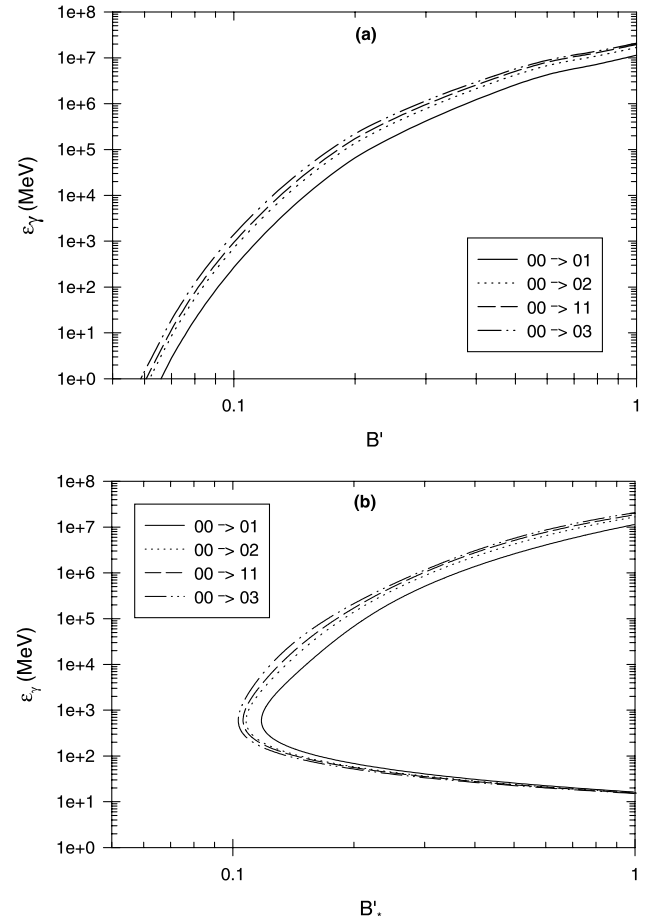 (a)
1e+8
1e+7
1e+6
1e+5
1e+4
1e+3
1e+2
1e+1
1e+0
εγ (MeV)
00 -> 01
00 -> 02
00 -> 11
00 -> 03
0.1
1
B'
(b)
1e+8
1e+7
1e+6
1e+5
1e+4
1e+3
1e+2
1e+1
1e+0
εγ (MeV)
00 -> 01
00 -> 02
00 -> 11
00 -> 03
0.1
1
B'*